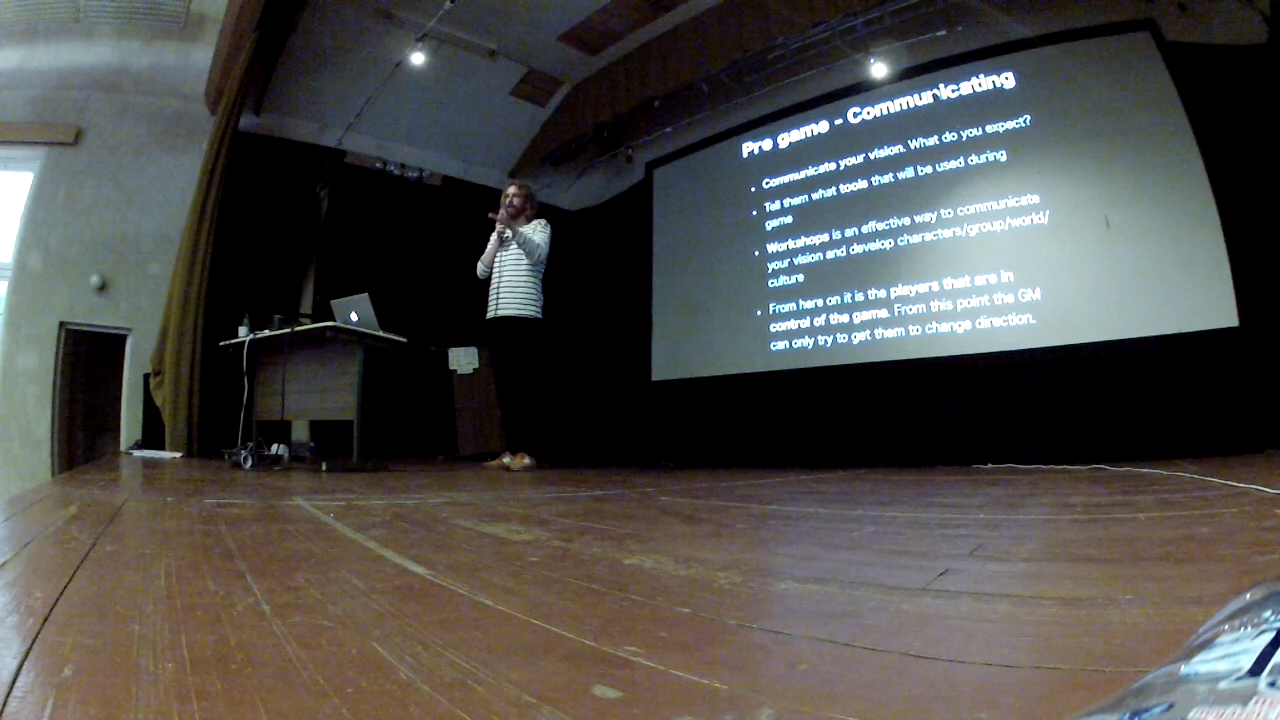 Pre game - Communicating
• Communicate your vision. What do you expect?
• Tell them what tools that will be used during
game
• Workshops is an effective way to communicate
your vision and develop characters/group/world/
culture
• From here on it is the players that are in
control of the game. From this point the GM
can only try to get them to change direction.